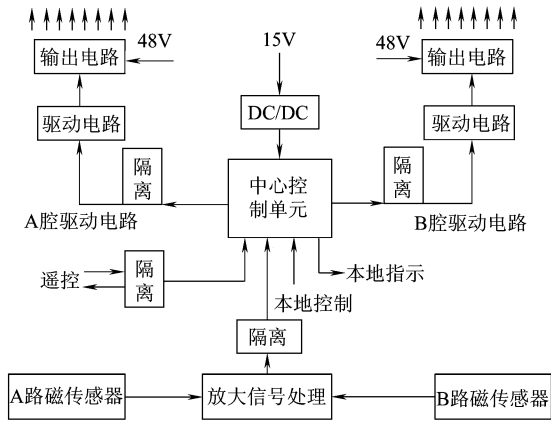 48V
15V
48V
输出电路
输出电路
DC/DC
驱动电路
驱动电路
隔离
隔离
中心控
制单元
A腔驱动电路
B腔驱动电路
遥控
隔离
本地指示
本地控制
隔离
A路磁传感器
放大信号处理
B路磁传感器